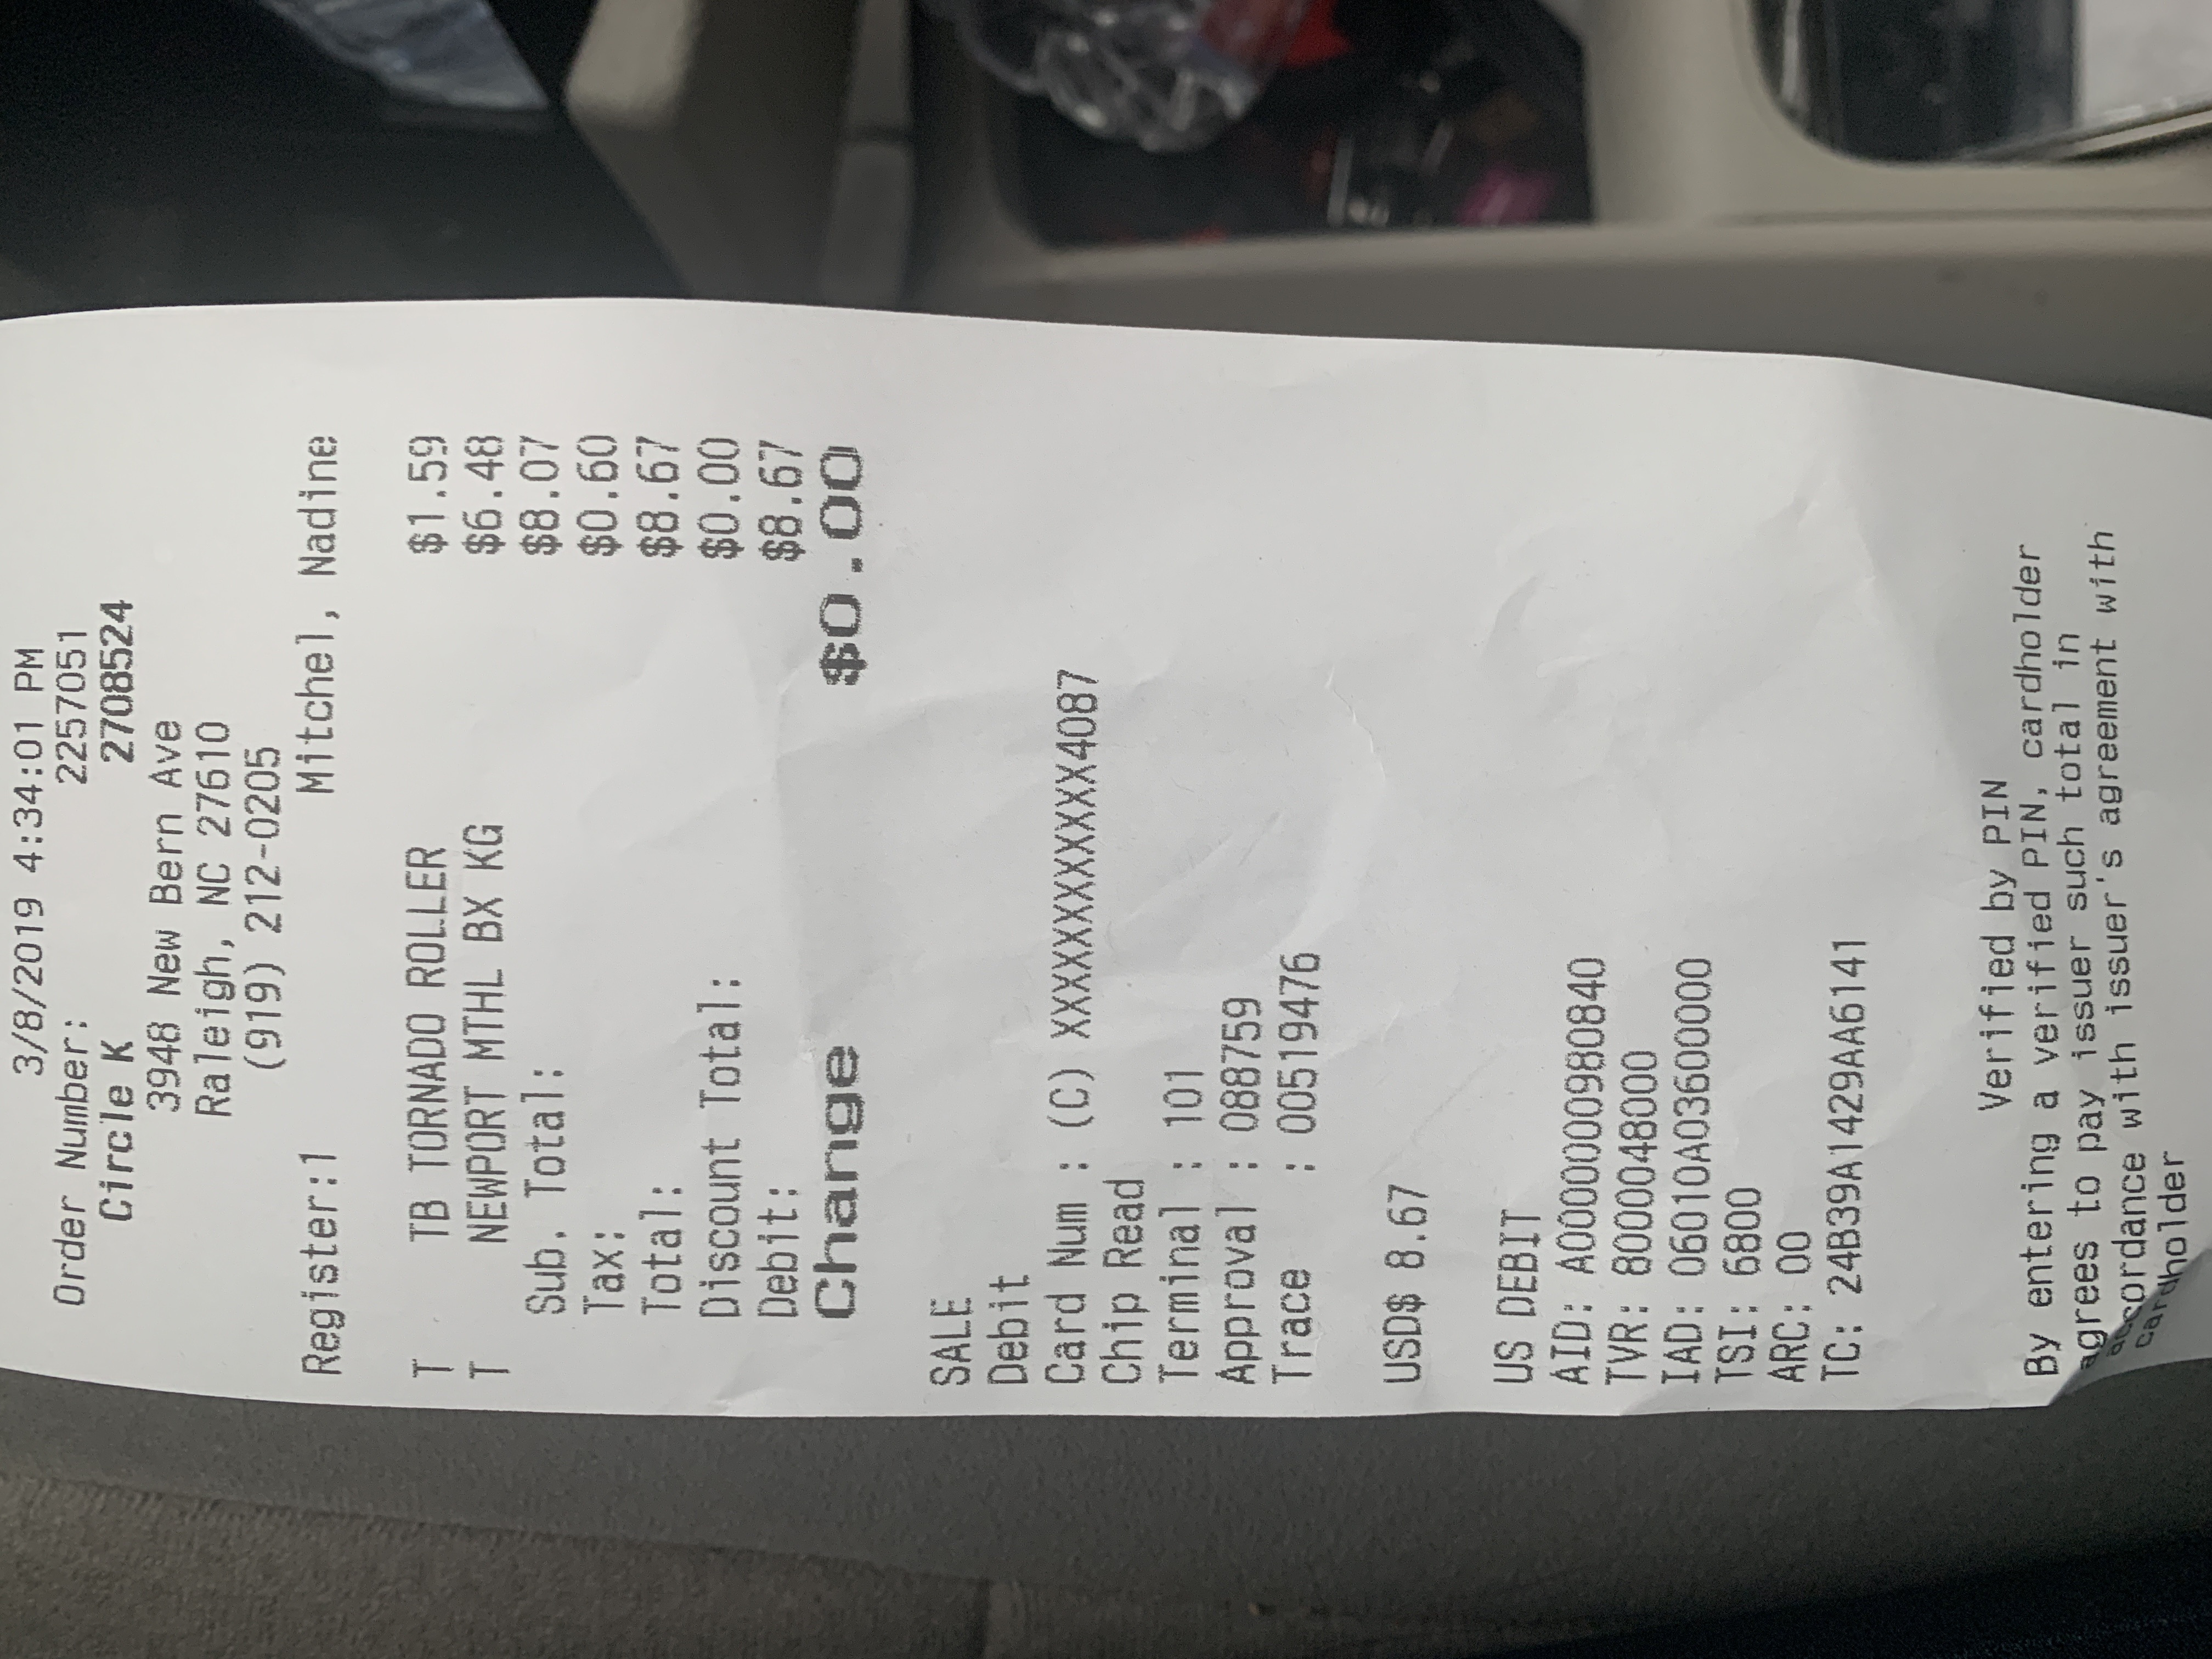 3/8/2019 4:34:01 PM
Order Number: 2257051
Circle K 2708524
3948 New Bern Ave
Raleigh, NC 27610
(919) 212-0205
Register:1 Mitchel, Nadine
T TB TORNADO ROLLER $1.59
T NEWPORT MTHL BX KG $6.48
Sub. Total: $8.07
Tax: $0.60
Total: $8.67
Discount Total: $0.00
Debit: $8.67
Change $0.00
SALE
Debit
Card Num : (C) XXXXXXXXXXXX4087
Chip Read
Terminal : 101
Approval : 088759
Trace : 00519476
USD$ 8.67
US DEBIT
AID: A0000000980840
TVR: 8000048000
IAD: 06010A03600000
TSI: 6800
ARC: 00
TC: 24B39A1429AA6141
Verified by PIN
By entering a verified PIN, cardholder
agrees to pay issuer such total in
accordance with issuer's agreement with
cardholder